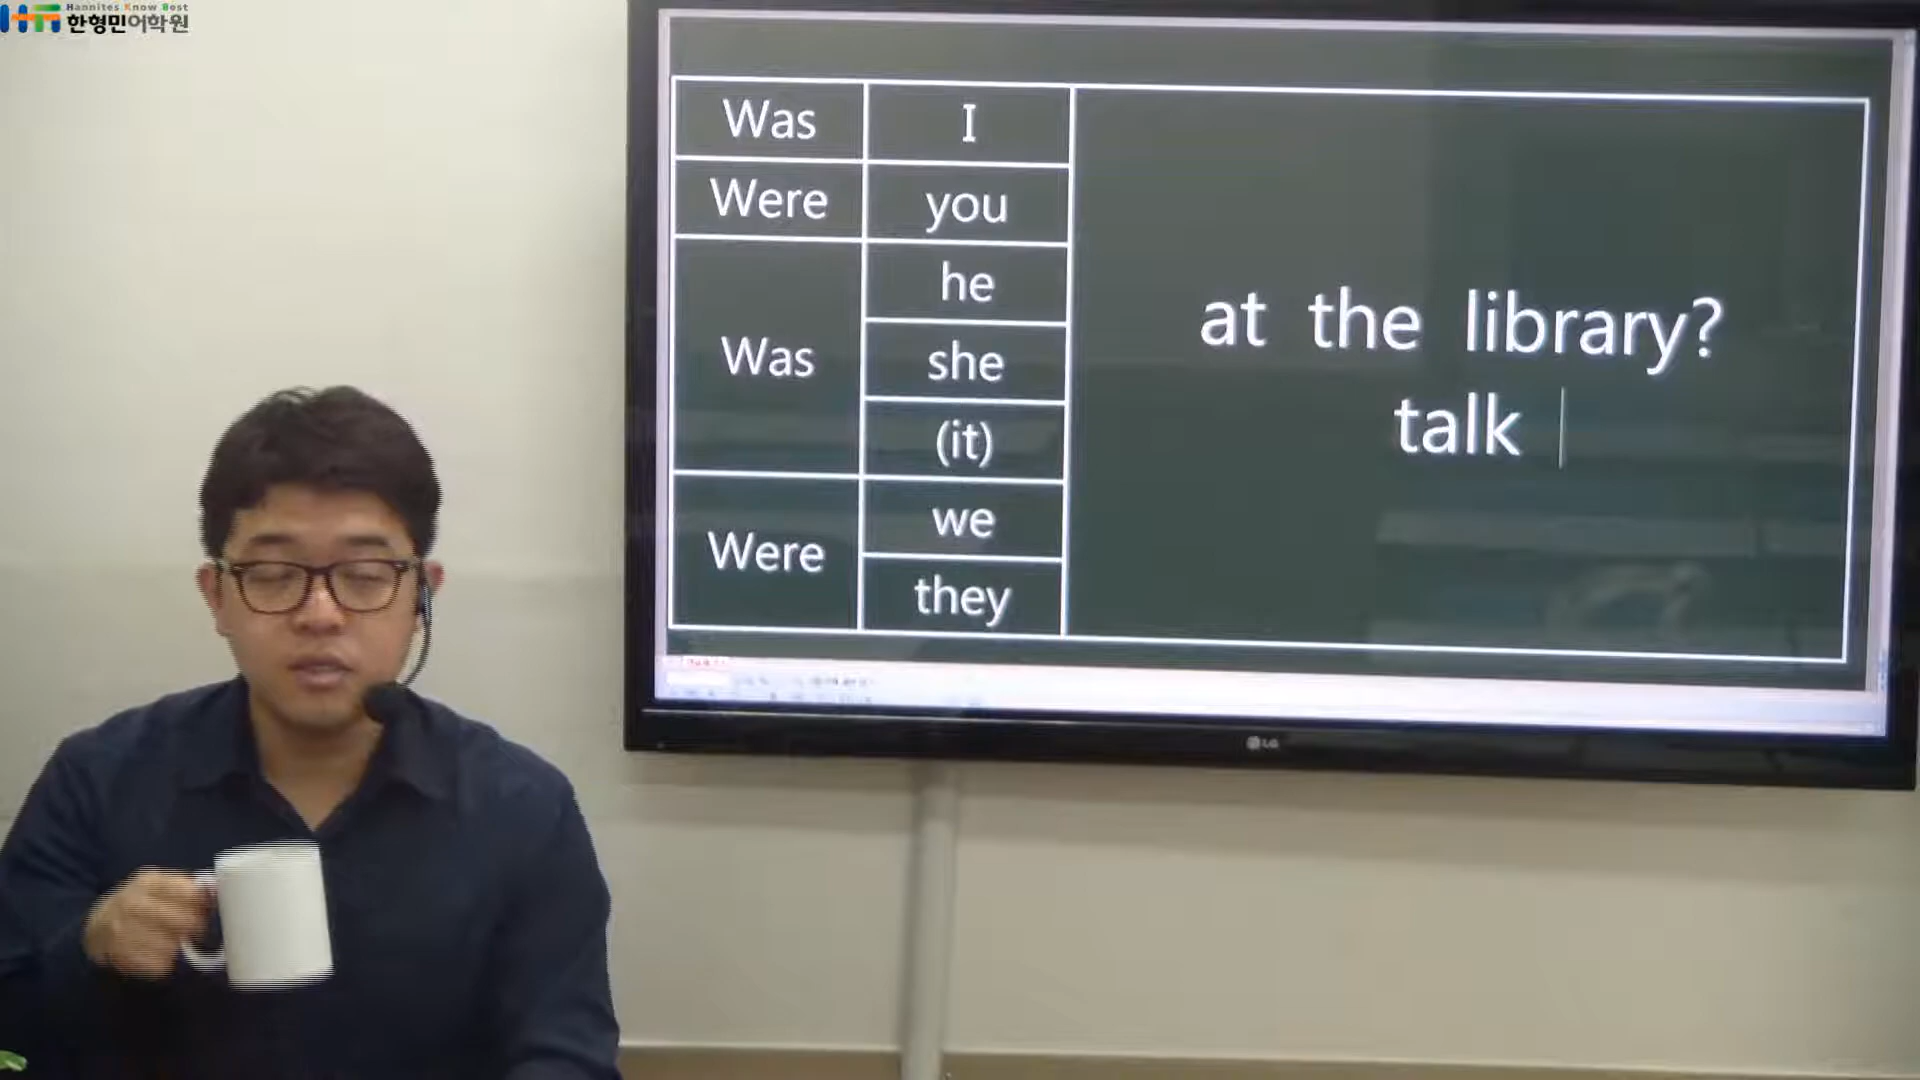 Hannites Know Best
한형민어학원
Was
I
Were
you
he
Was
she
(it)
we
Were
they
at the library?
talk
LG